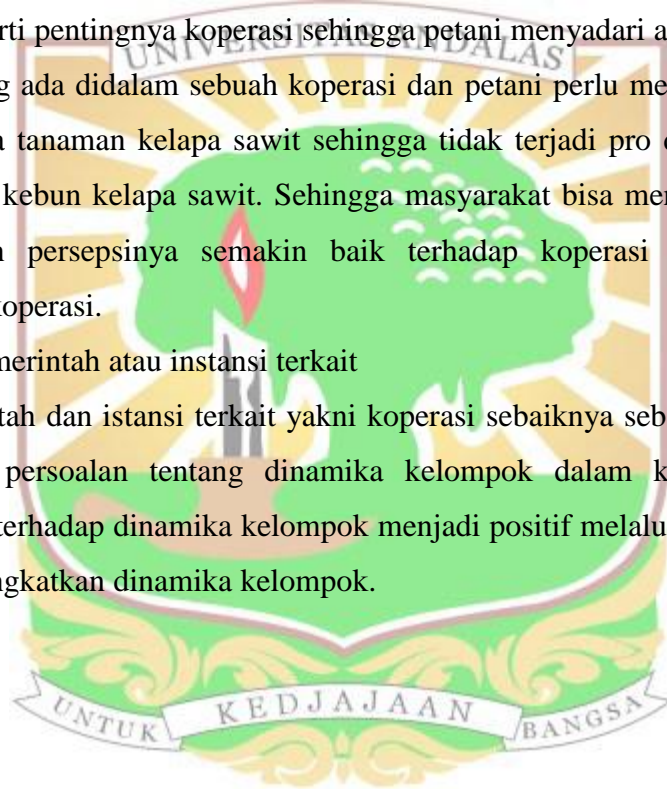 rti pentingnya koperasi sehingga petani menyadari a
UNIVERSITAS ANDALAS
g ada didalam sebuah koperasi dan petani perlu me
a tanaman kelapa sawit sehingga tidak terjadi pro
kebun kelapa sawit. Sehingga masyarakat bisa mer
persepsinya semakin baik terhadap koperasi
koperasi.
merintah atau instansi terkait
tah dan istansi terkait yakni koperasi sebaiknya seb
persoalan tentang dinamika kelompok dalam k
terhadap dinamika kelompok menjadi positif melalu
ngkatkan dinamika kelompok.
UNTUK KEDJAJAAN BANGSA